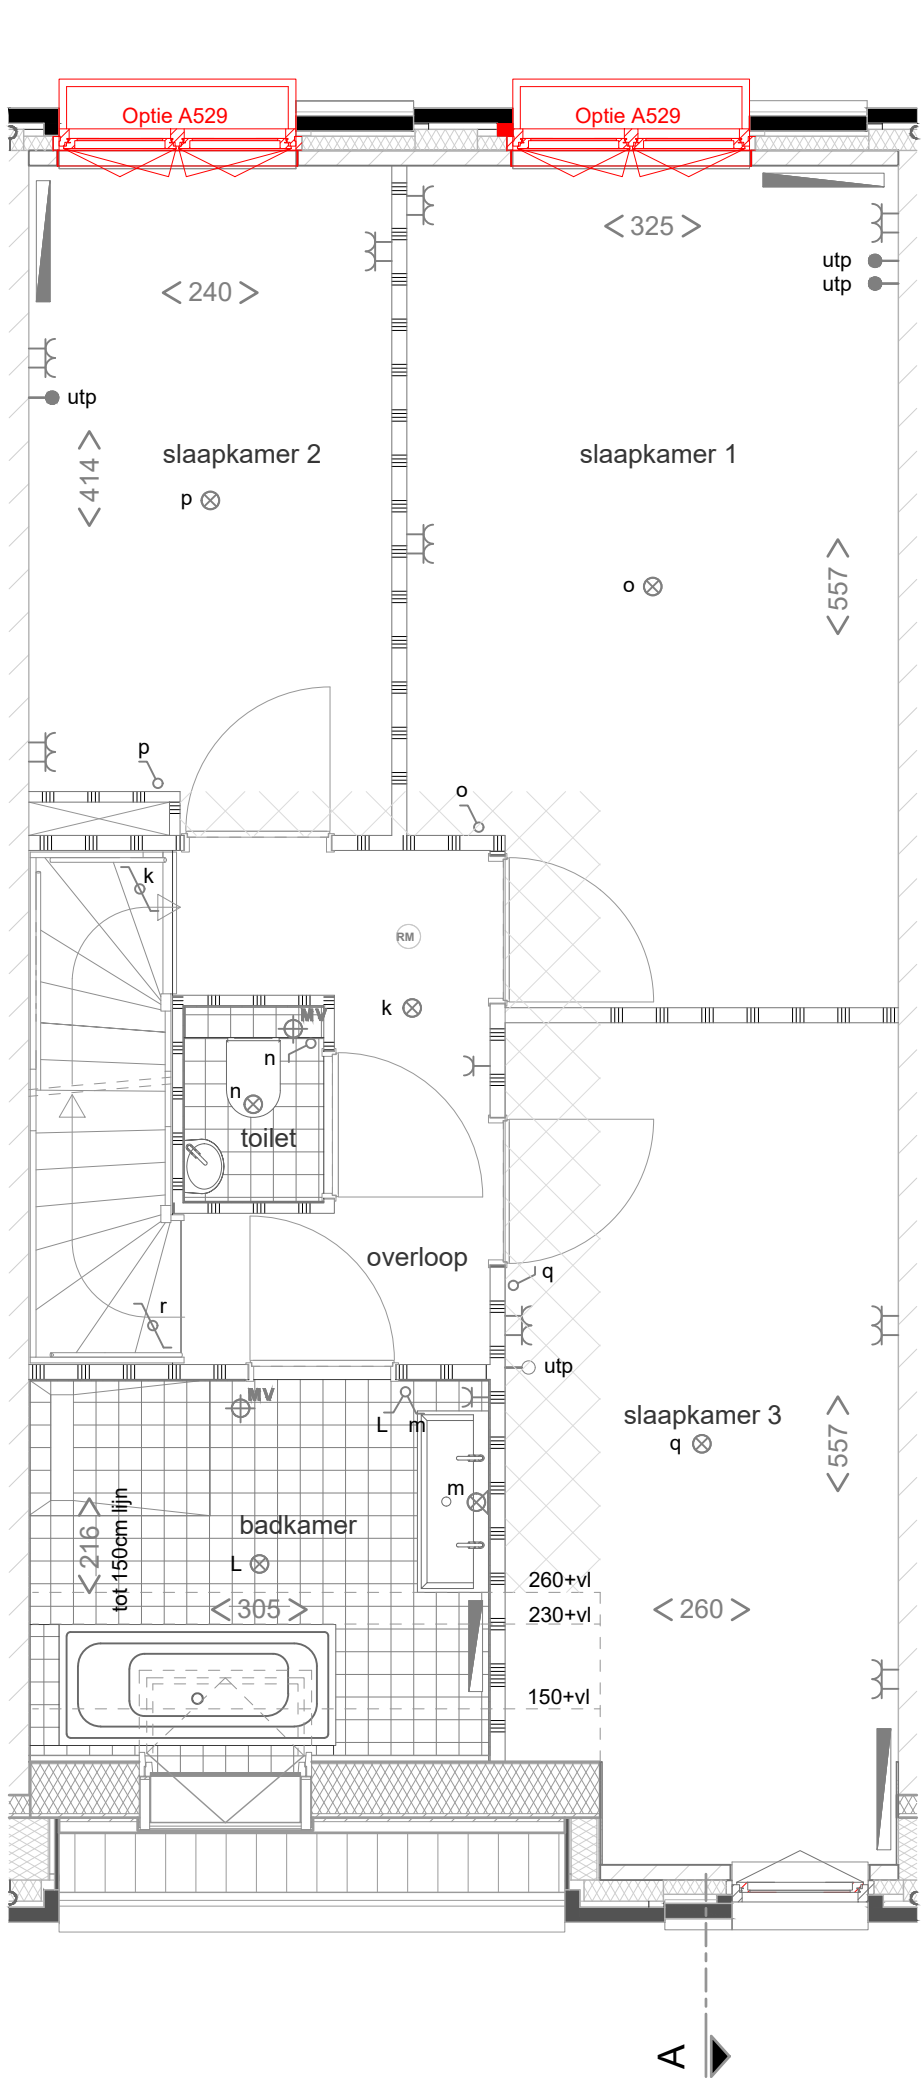 Optie A529
Optie A529
< 325 >
utp
utp
< 240 >
utp
slaapkamer 2
slaapkamer 1
< 414 >
p
o
< 557 >
p
o
k
RM
k
MV
n
n
toilet
overloop
q
r
utp
MV
L m
slaapkamer 3
q
< 557 >
m
badkamer
< 216 >
tot 150cm lijn
L
260+vl
< 305 >
230+vl
< 260 >
150+vl
A